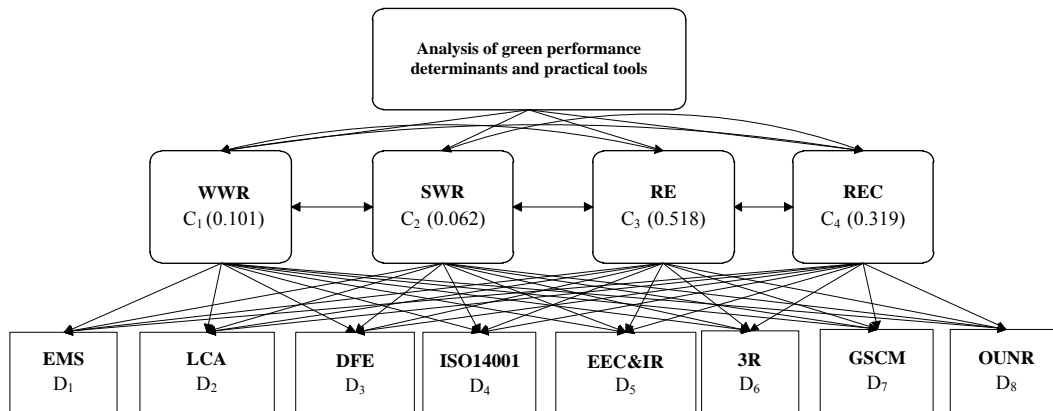 Analysis of green performance
determinants and practical tools
WWR
C₁ (0.101)
SWR
C₂ (0.062)
RE
C₃ (0.518)
REC
C₄ (0.319)
EMS
D₁
LCA
D₂
DFE
D₃
ISO14001
D₄
EEC&IR
D₅
3R
D₆
GSCM
D₇
OUNR
D₈